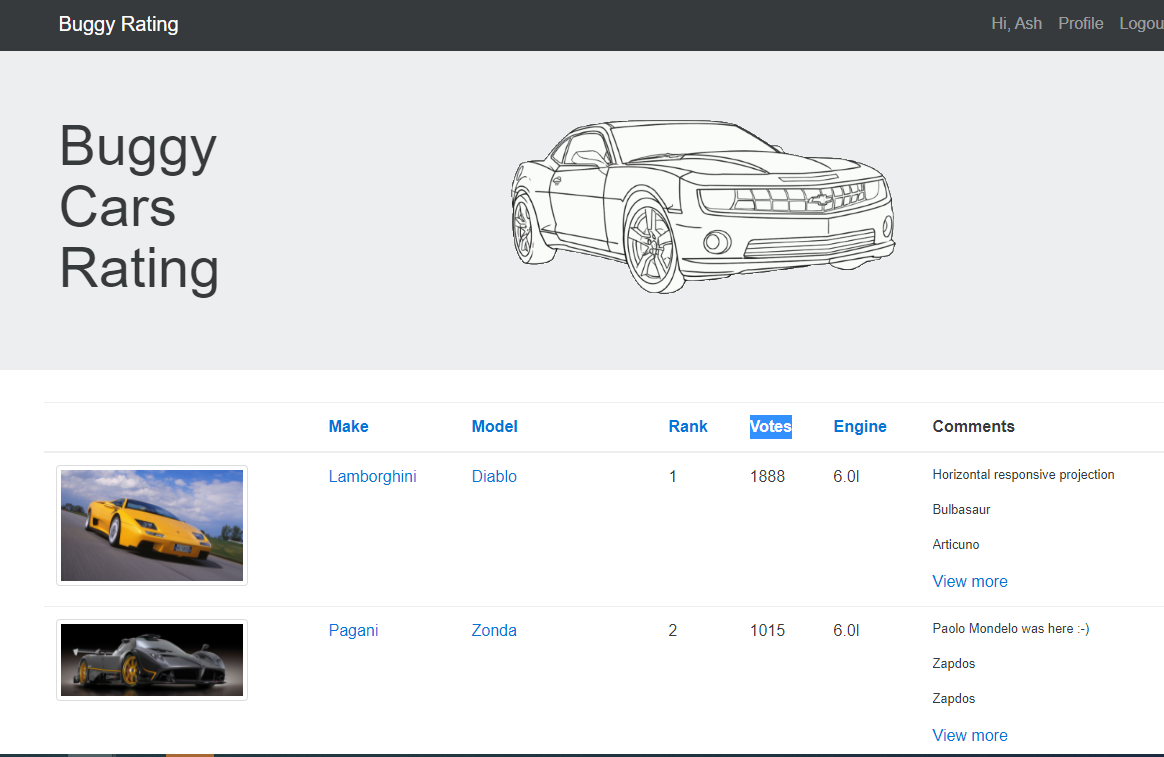 Buggy Rating
Hi, Ash Profile Logou
Buggy
Cars
Rating
Make Model Rank Votes Engine Comments
Lamborghini Diablo 1 1888 6.0l Horizontal responsive projection
Bulbasaur
Articuno
View more
Pagani Zonda 2 1015 6.0l Paolo Mondelo was here :-)
Zapdos
Zapdos
View more